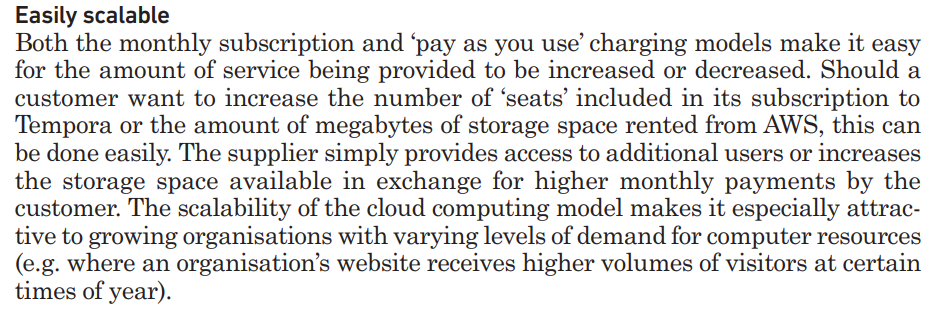 Easily scalable
Both the monthly subscription and ‘pay as you use’ charging models make it easy
for the amount of service being provided to be increased or decreased. Should a
customer want to increase the number of ‘seats’ included in its subscription to
Tempora or the amount of megabytes of storage space rented from AWS, this can
be done easily. The supplier simply provides access to additional users or increases
the storage space available in exchange for higher monthly payments by the
customer. The scalability of the cloud computing model makes it especially attrac-
tive to growing organisations with varying levels of demand for computer resources
(e.g. where an organisation’s website receives higher volumes of visitors at certain
times of year).